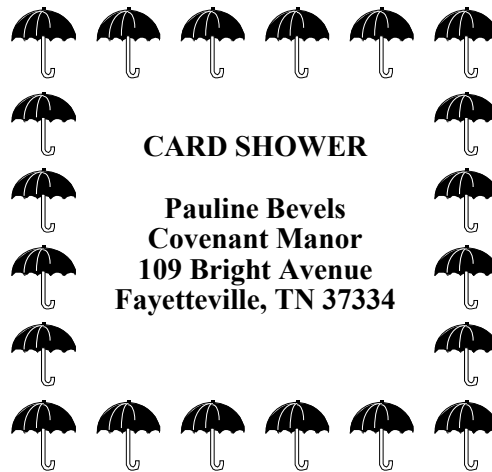 CARD SHOWER
Pauline Bevels
Covenant Manor
109 Bright Avenue
Fayetteville, TN 37334